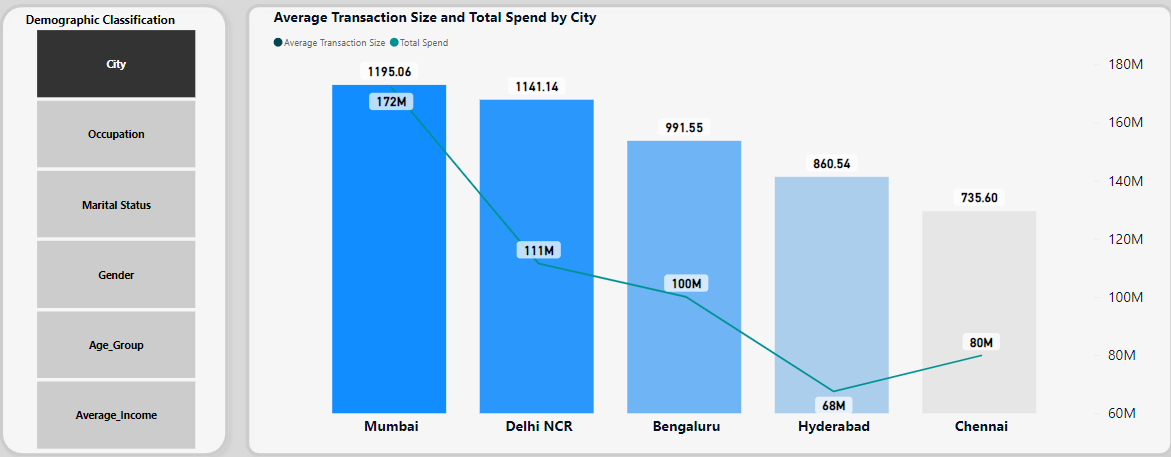 Demographic Classification
City
Occupation
Marital Status
Gender
Age_Group
Average_Income
Average Transaction Size and Total Spend by City
Average Transaction Size Total Spend
1195.06
1141.14
991.55
860.54
735.60
172M
111M
100M
68M
80M
180M
160M
140M
120M
100M
80M
60M
Mumbai Delhi NCR Bengaluru Hyderabad Chennai